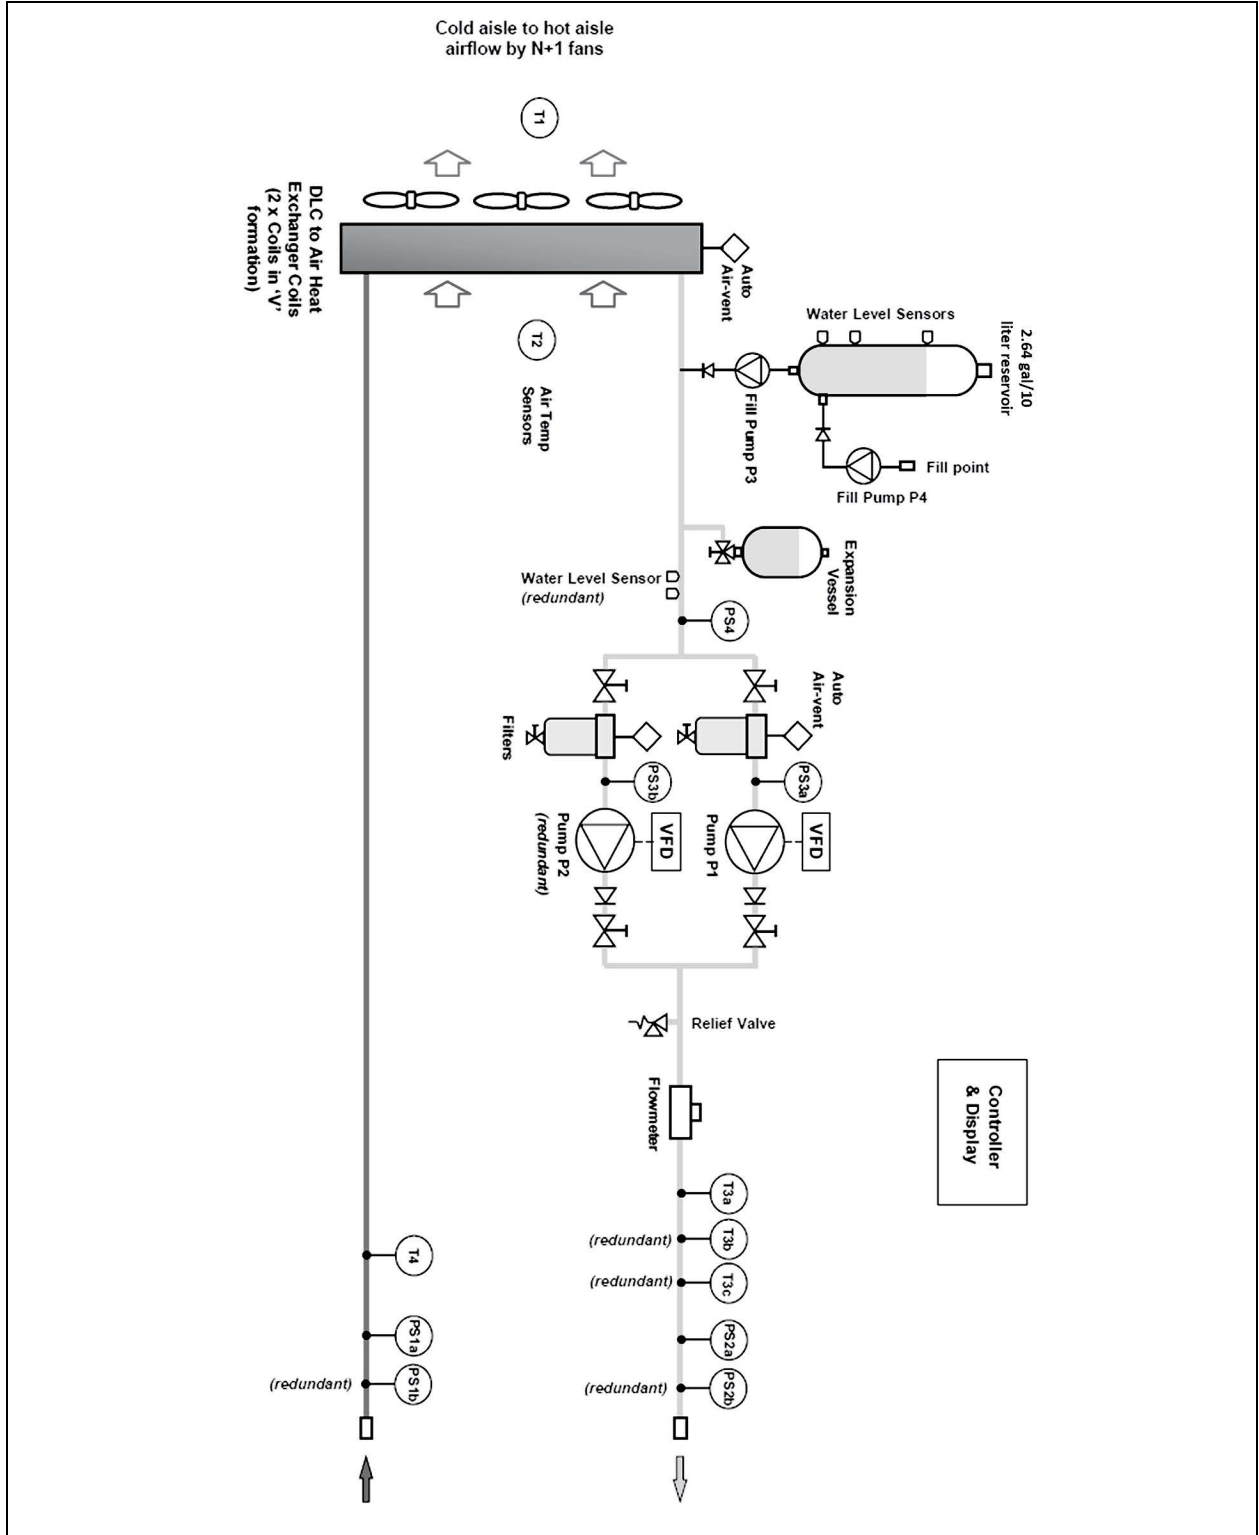 Cold aisle to hot aisle
airflow by N+1 fans
T1
DLC to Air Heat
Exchanger Coils
(2 x Coils in 'V'
formation)
Auto
Air-vent
T2
Air Temp
Sensors
Water Level Sensors
2.64 gal/10
liter reservoir
Fill Pump P3
Fill point
Fill Pump P4
Expansion
Vessel
Water Level Sensor
(redundant)
PS4
Auto
Air-vent
Filters
PS3b
PS3a
VFD
Pump P2
(redundant)
VFD
Pump P1
Relief Valve
Flowmeter
Controller
& Display
T3a
T3b
(redundant)
T3c
(redundant)
T4
PS2a
PS1a
PS2b
(redundant)
PS1b
(redundant)